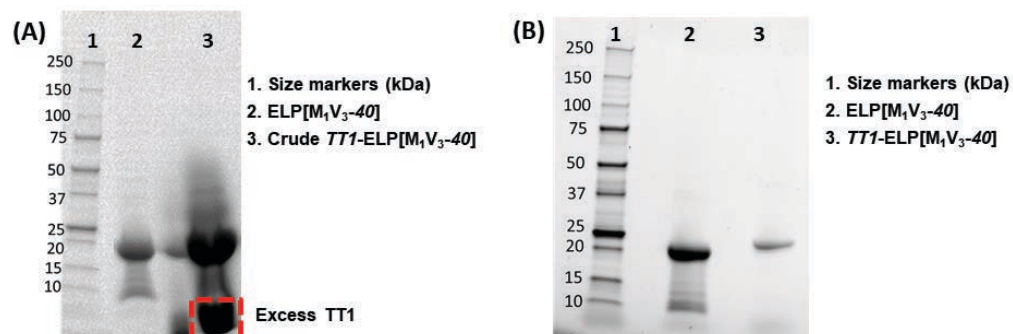 (A)
1 2 3
250
150
100
75
50
37
25
20
15
10
1. Size markers (kDa)
2. ELP[M₁V₃-40]
3. Crude TT1-ELP[M₁V₃-40]
Excess TT1
(B)
1 2 3
250
150
100
75
50
37
25
20
15
10
1. Size markers (kDa)
2. ELP[M₁V₃-40]
3. TT1-ELP[M₁V₃-40]